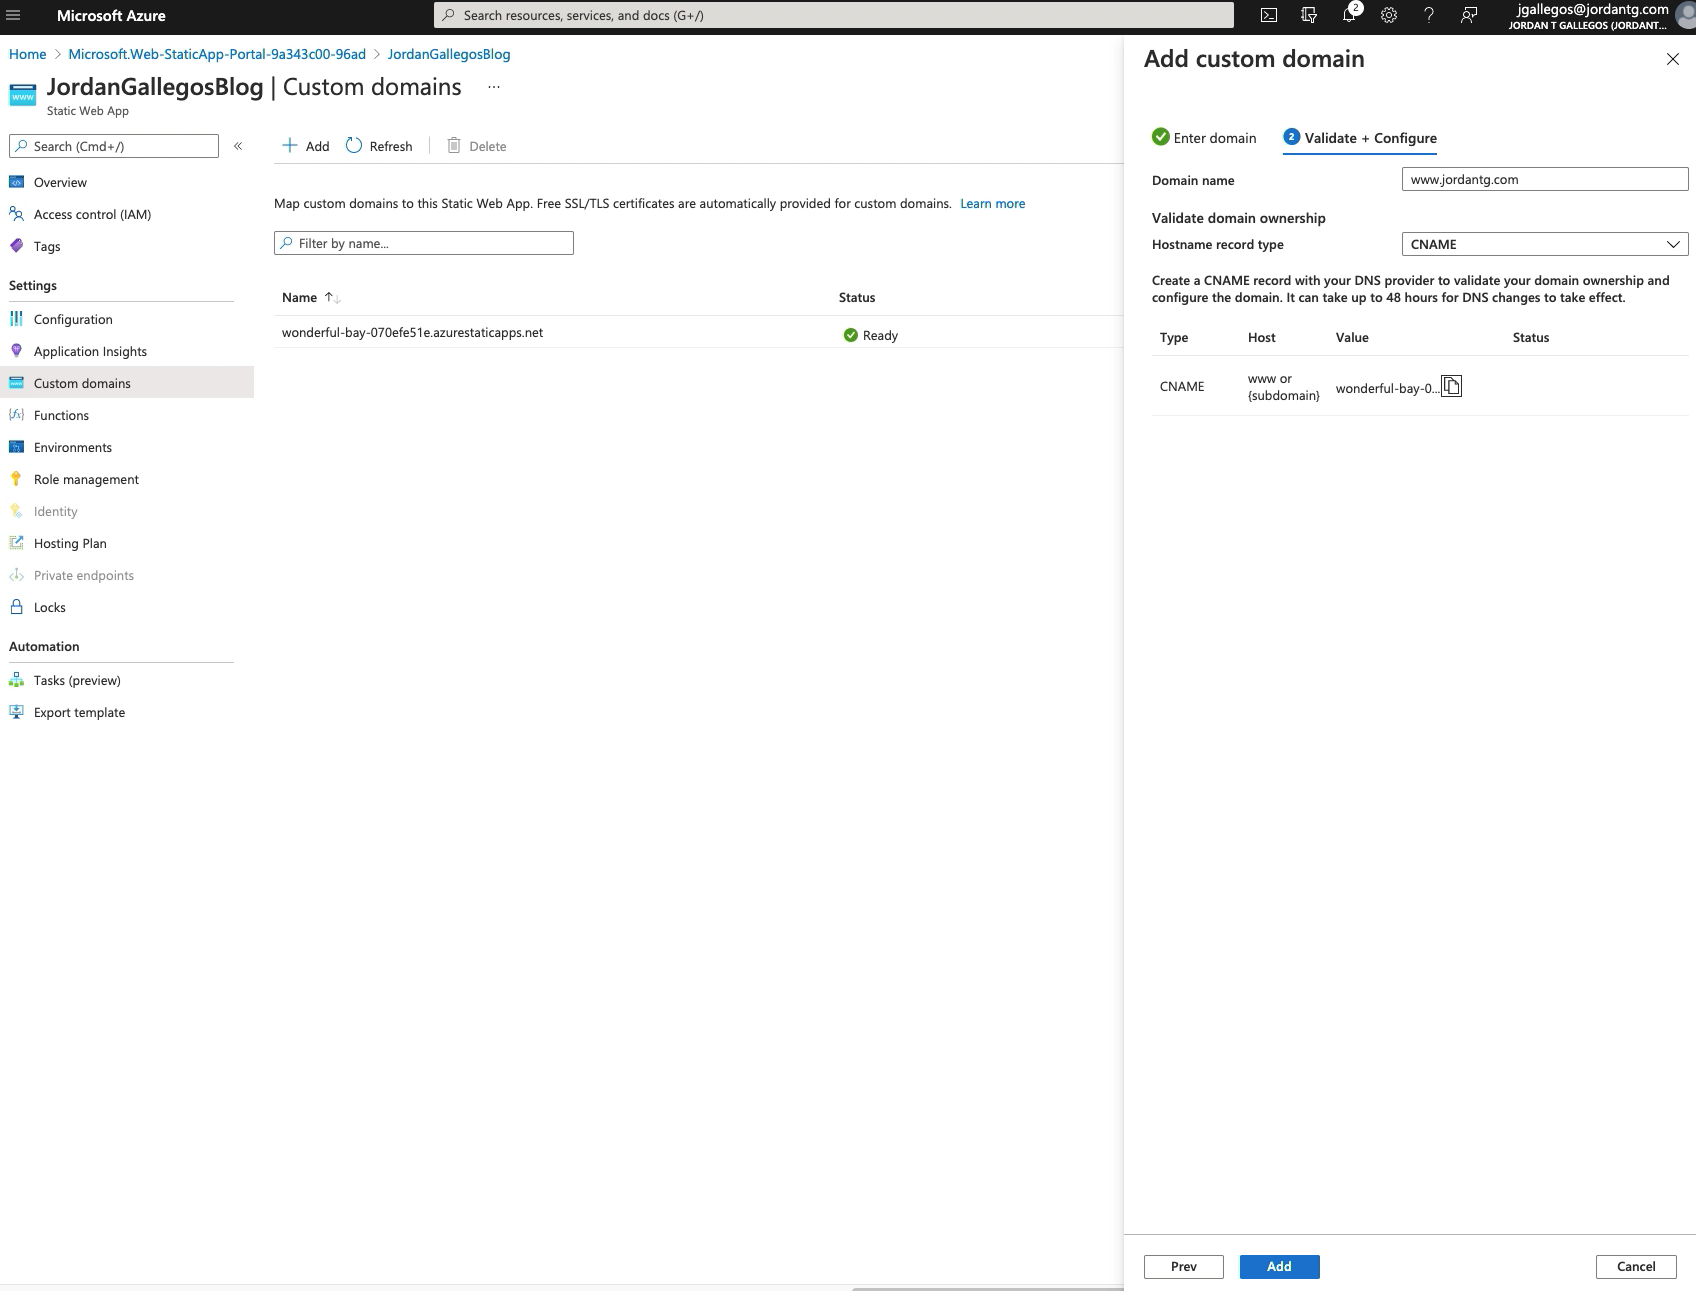 Microsoft Azure
Search resources, services, and docs (G+/)
2
jgallegos@jordantg.com
JORDAN T GALLEGOS (JORDANT...
Home > Microsoft.Web-StaticApp-Portal-9a343c00-96ad > JordanGallegosBlog
JordanGallegosBlog | Custom domains ...
Static Web App
Search (Cmd+/)
«
Overview
Access control (IAM)
Tags
Settings
Configuration
Application Insights
Custom domains
Functions
Environments
Role management
Identity
Hosting Plan
Private endpoints
Locks
Automation
Tasks (preview)
Export template
Add Refresh Delete
Map custom domains to this Static Web App. Free SSL/TLS certificates are automatically provided for custom domains. Learn more
Filter by name...
Name ↑↓ Status
wonderful-bay-070efe51e.azurestaticapps.net Ready
Add custom domain
Enter domain 2 Validate + Configure
Domain name www.jordantg.com
Validate domain ownership
Hostname record type CNAME
Create a CNAME record with your DNS provider to validate your domain ownership and
configure the domain. It can take up to 48 hours for DNS changes to take effect.
Type Host Value Status
CNAME www or {subdomain} wonderful-bay-0...
Prev Add Cancel